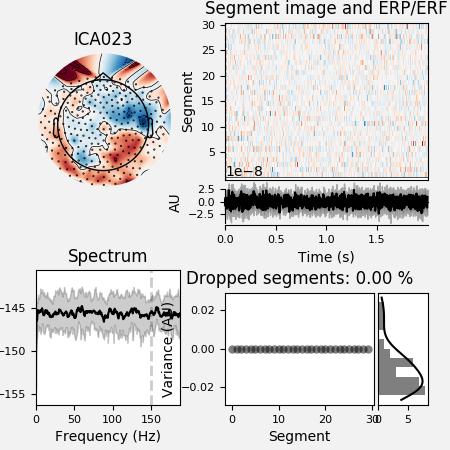 Segment image and ERP/ERF
ICA023
Segment
30
25
20
15
10
5
1e−8
AU
2.5
0.0
−2.5
0.0 0.5 1.0 1.5
Time (s)
Spectrum
Dropped segments: 0.00 %
−145
−150
−155
0 50 100 150
Frequency (Hz)
Variance (AU)
0.02
0.00
−0.02
0 10 20 30
Segment
0 5